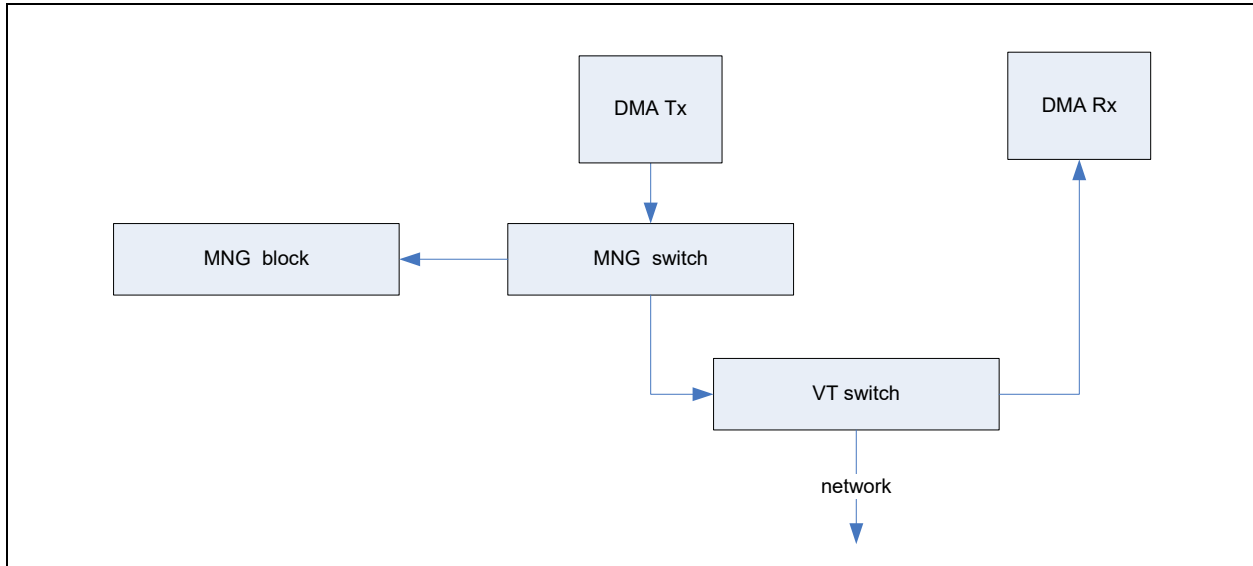 DMA Tx
DMA Rx
MNG block
MNG switch
VT switch
network